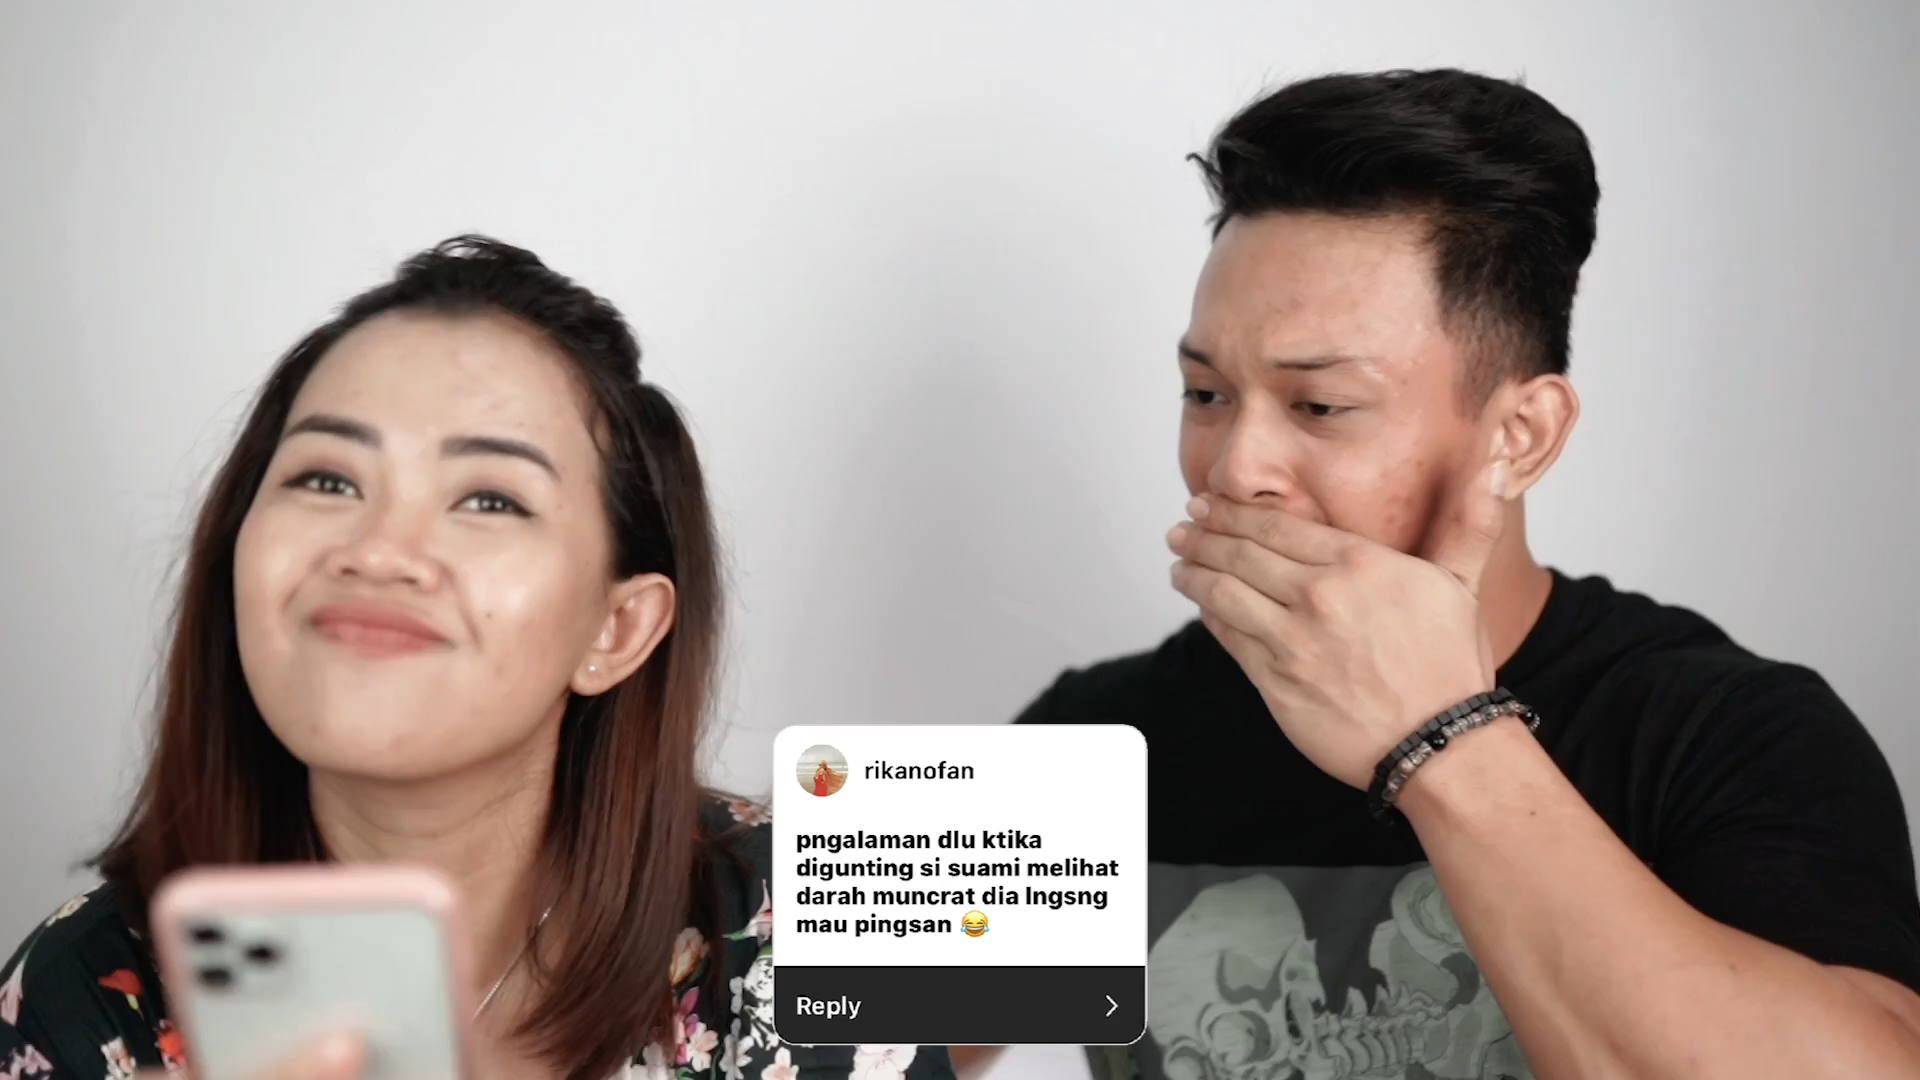 rikanofan
pngalaman dlu ktika
digunting si suami melihat
darah muncrat dia lngsng
mau pingsan 😂
Reply